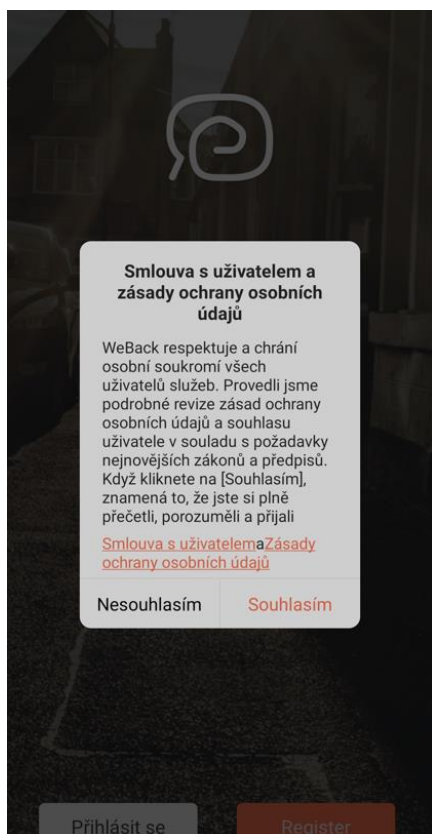 Smlouva s uživatelem a
zásady ochrany osobních
údajů
WeBack respektuje a chrání
osobní soukromí všech
uživatelů služeb. Provedli jsme
podrobné revize zásad ochrany
osobních údajů a souhlasu
uživatele v souladu s požadavky
nejnovějších zákonů a předpisů.
Když kliknete na [Souhlasím],
znamená to, že jste si plně
přečetli, porozuměli a přijali
Smlouva s uživatelemaZásady
ochrany osobních údajů
Nesouhlasím Souhlasím
Přihlásit se Register